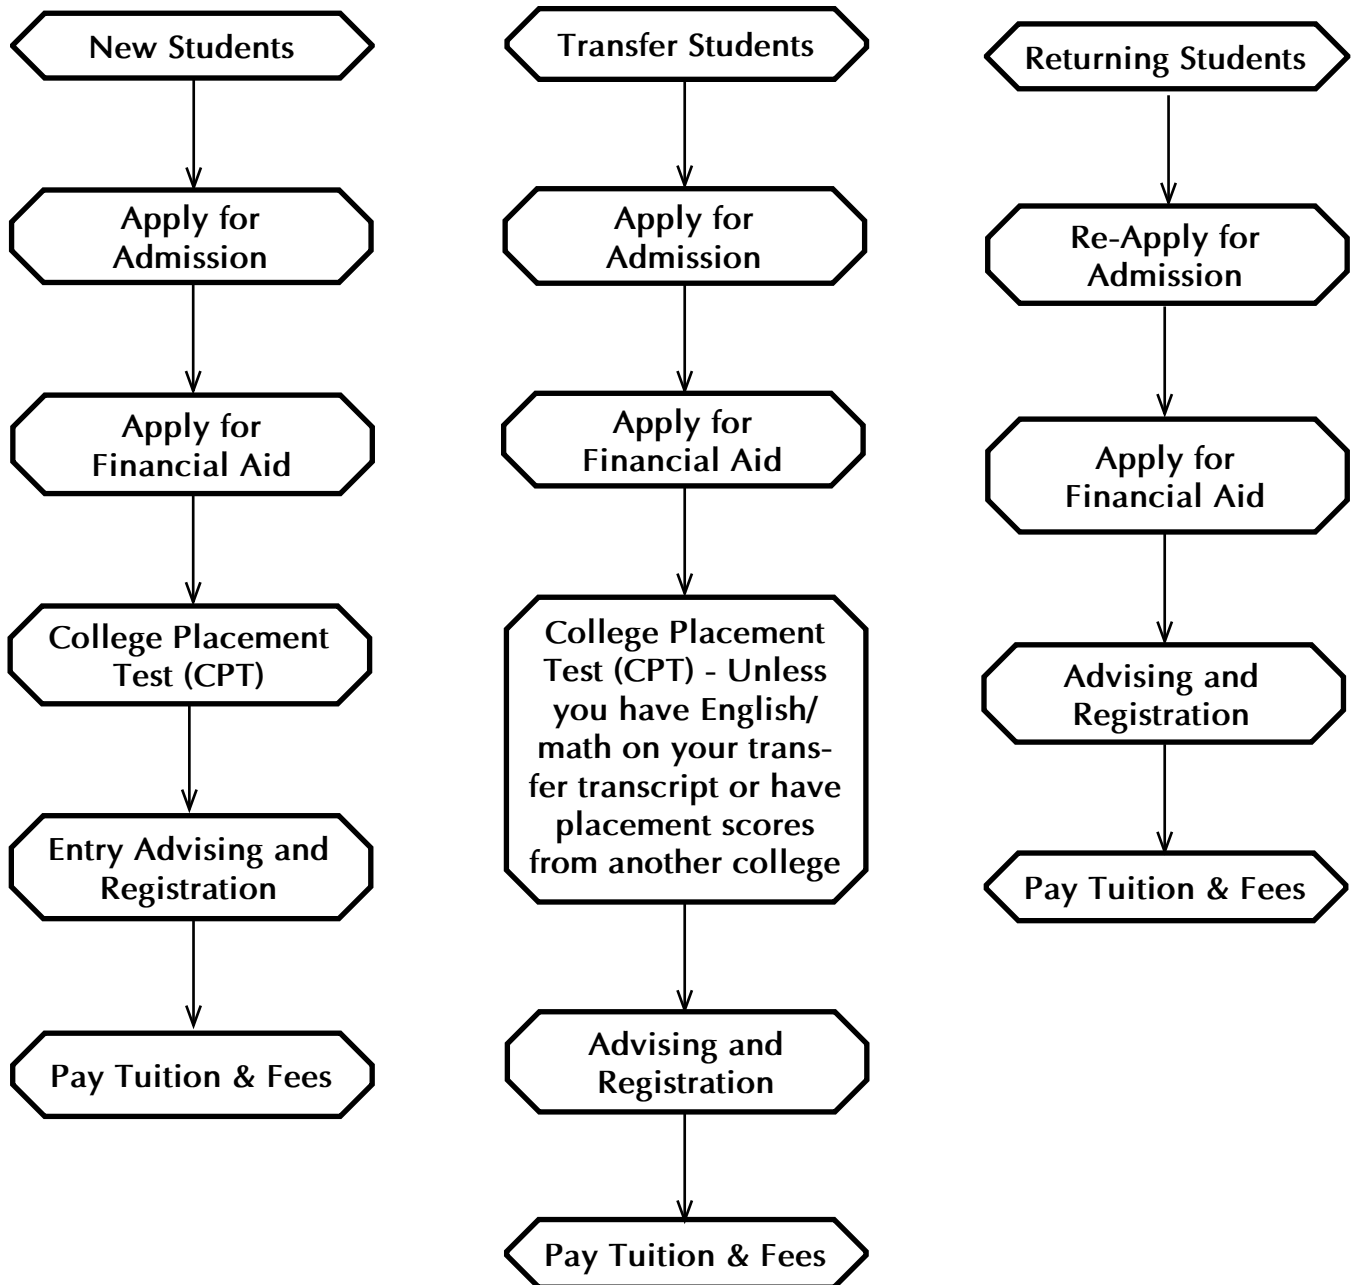 New Students
Apply for
Admission
Apply for
Financial Aid
College Placement
Test (CPT)
Entry Advising and
Registration
Pay Tuition & Fees
Transfer Students
Apply for
Admission
Apply for
Financial Aid
College Placement
Test (CPT) - Unless
you have English/
math on your trans-
fer transcript or have
placement scores
from another college
Advising and
Registration
Pay Tuition & Fees
Returning Students
Re-Apply for
Admission
Apply for
Financial Aid
Advising and
Registration
Pay Tuition & Fees